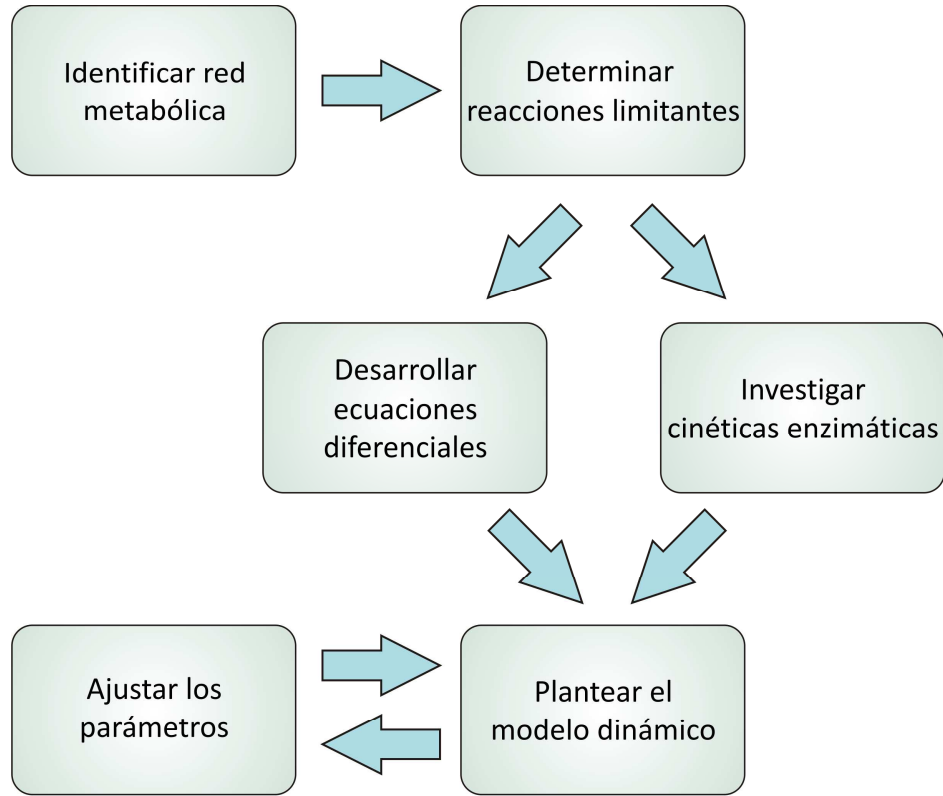 Identificar red
metabólica
Determinar
reacciones limitantes
Desarrollar
ecuaciones
diferenciales
Investigar
cinéticas enzimáticas
Ajustar los
parámetros
Plantear el
modelo dinámico